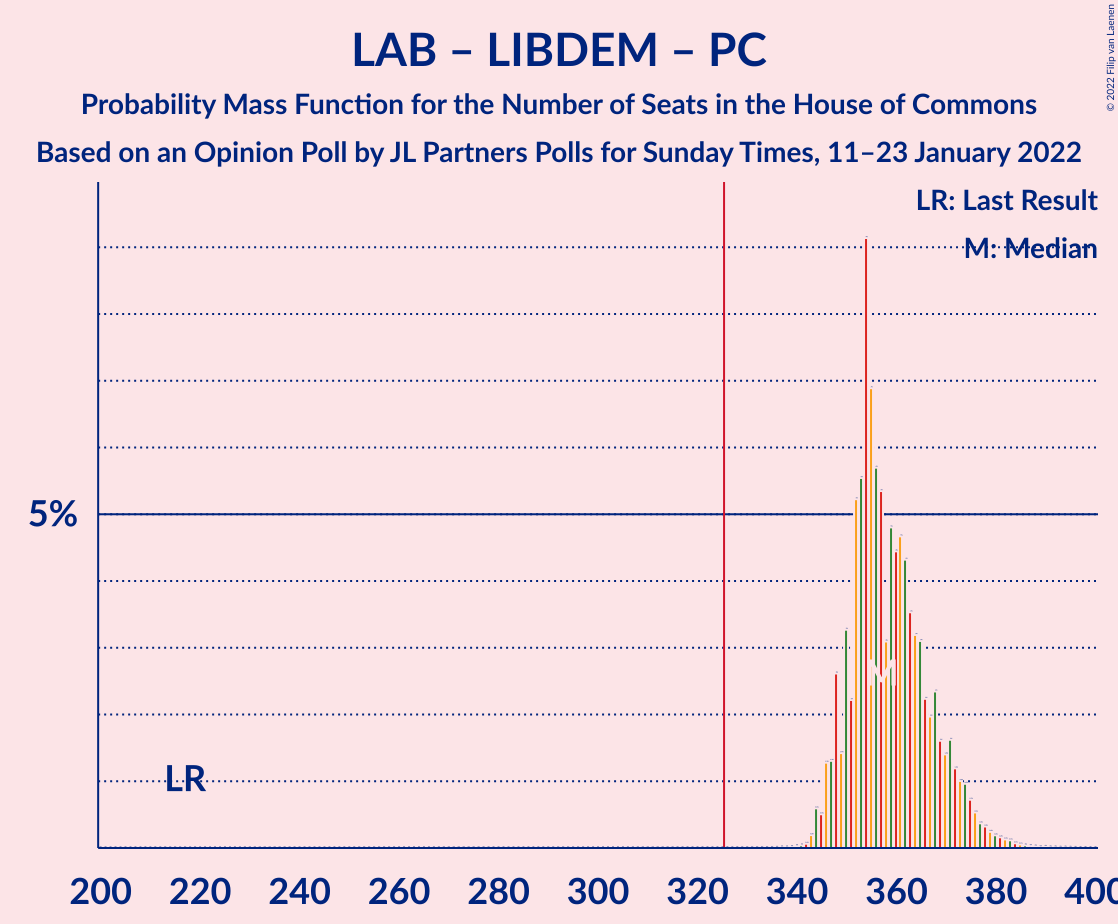 LAB – LIBDEM – PC
Probability Mass Function for the Number of Seats in the House of Commons
Based on an Opinion Poll by JL Partners Polls for Sunday Times, 11–23 January 2022
© 2022 Filip van Laenen
LR: Last Result
M: Median
5%
LR
M
200 220 240 260 280 300 320 340 360 380 400